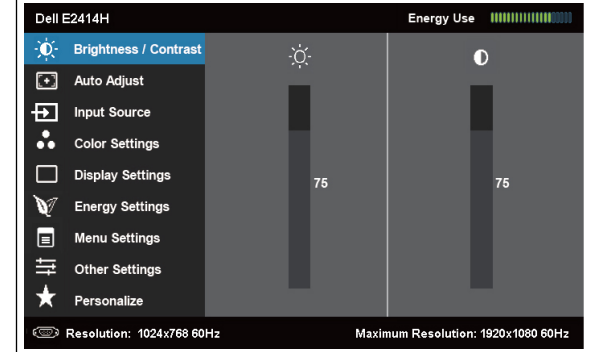 Dell E2414H
Energy Use
Brightness / Contrast
Auto Adjust
Input Source
Color Settings
Display Settings
75
75
Energy Settings
Menu Settings
Other Settings
Personalize
Resolution: 1024x768 60Hz
Maximum Resolution: 1920x1080 60Hz